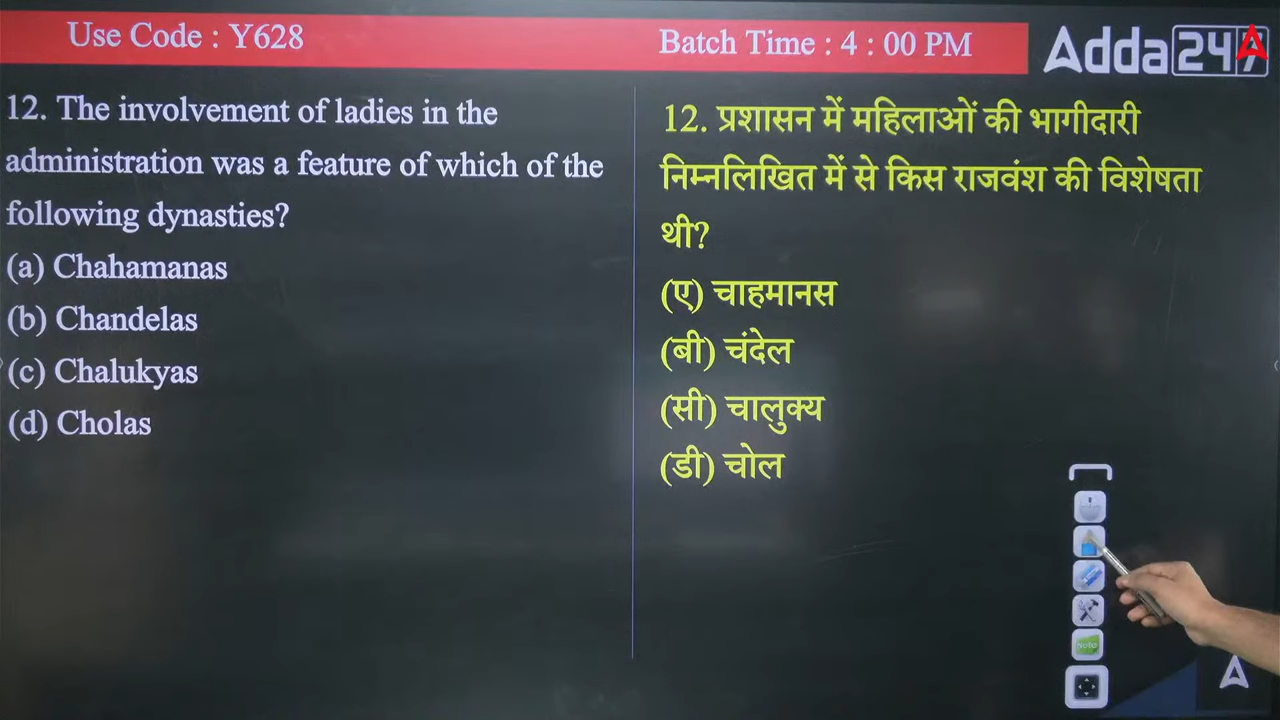 Use Code : Y628
Batch Time : 4 : 00 PM
Adda247
12. The involvement of ladies in the
administration was a feature of which of the
following dynasties?
(a) Chahamanas
(b) Chandelas
(c) Chalukyas
(d) Cholas
12. प्रशासन में महिलाओं की भागीदारी
निम्नलिखित में से किस राजवंश की विशेषता
थी?
(ए) चाहमानस
(बी) चंदेल
(सी) चालुक्य
(डी) चोल